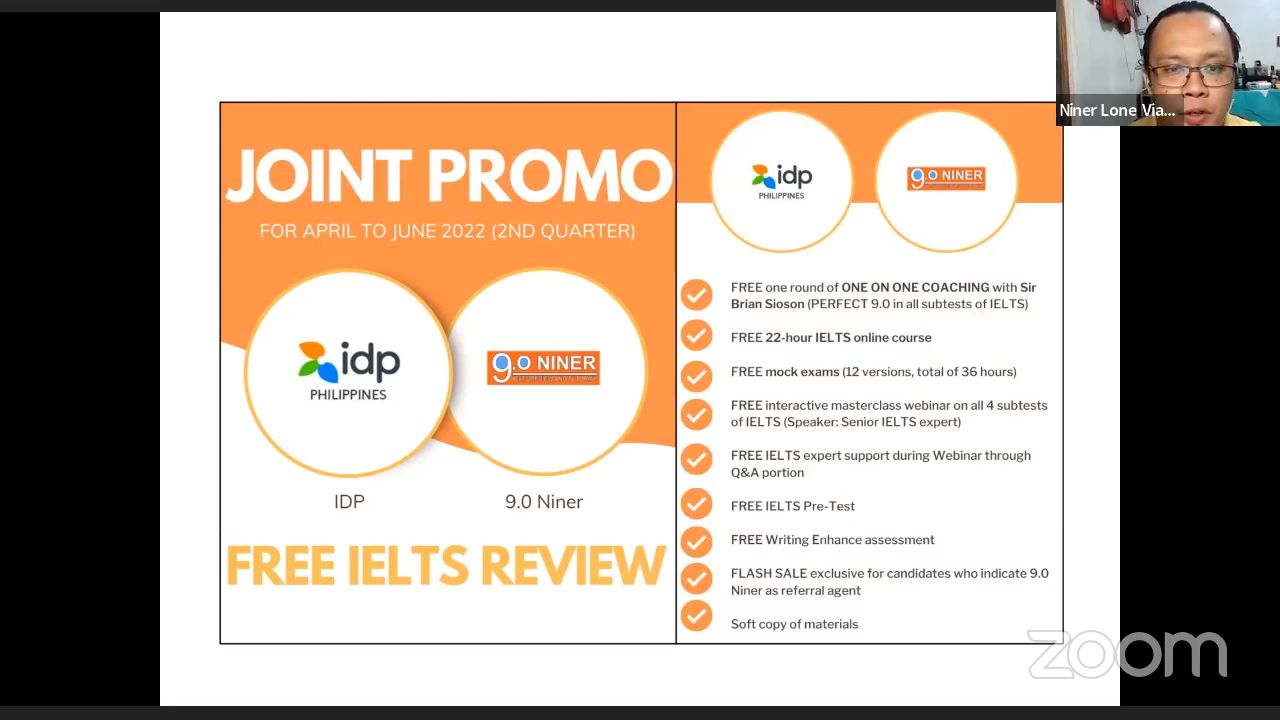 JOINT PROMO
FOR APRIL TO JUNE 2022 (2ND QUARTER)
idp
PHILIPPINES
9.0 NINER
IDP
9.0 Niner
FREE IELTS REVIEW
idp
PHILIPPINES
9.0 NINER
FREE one round of ONE ON ONE COACHING with Sir
Brian Sioson (PERFECT 9.0 in all subtests of IELTS)
FREE 22-hour IELTS online course
FREE mock exams (12 versions, total of 36 hours)
FREE interactive masterclass webinar on all 4 subtests
of IELTS (Speaker: Senior IELTS expert)
FREE IELTS expert support during Webinar through
Q&A portion
FREE IELTS Pre-Test
FREE Writing Enhance assessment
FLASH SALE exclusive for candidates who indicate 9.0
Niner as referral agent
Soft copy of materials
Niner Lone Via...
zoom